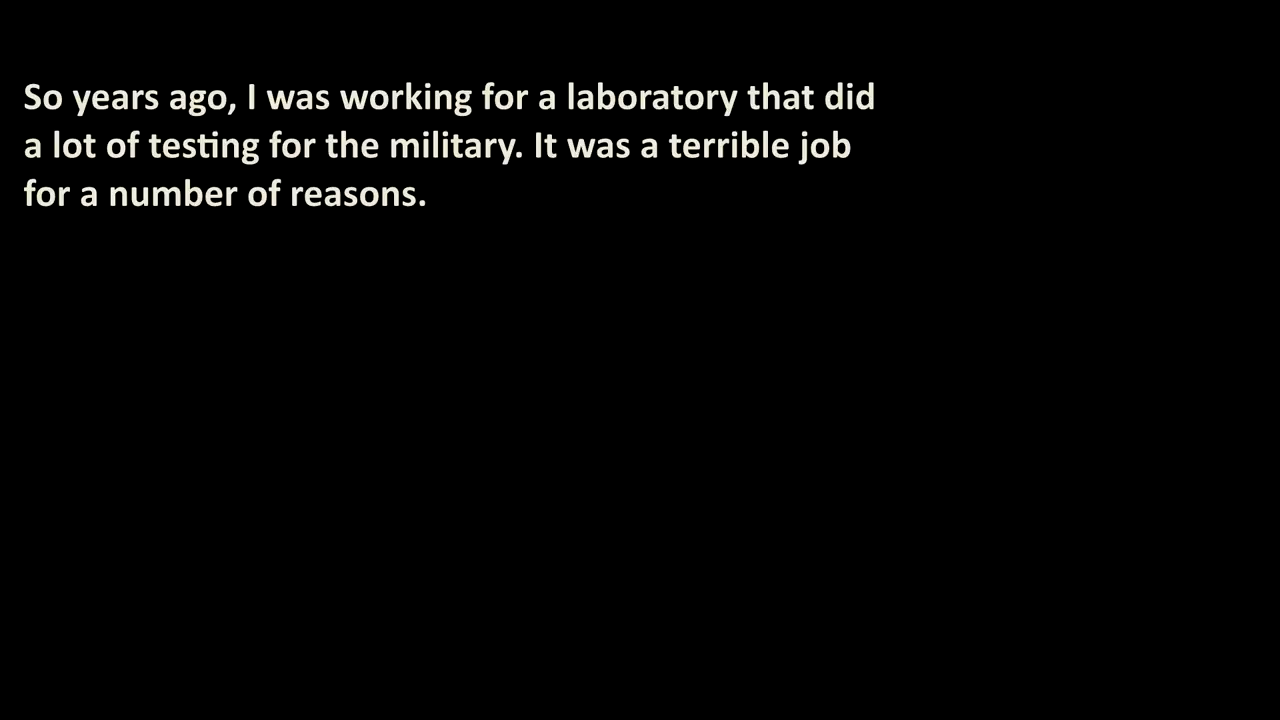 So years ago, I was working for a laboratory that did
a lot of testing for the military. It was a terrible job
for a number of reasons.